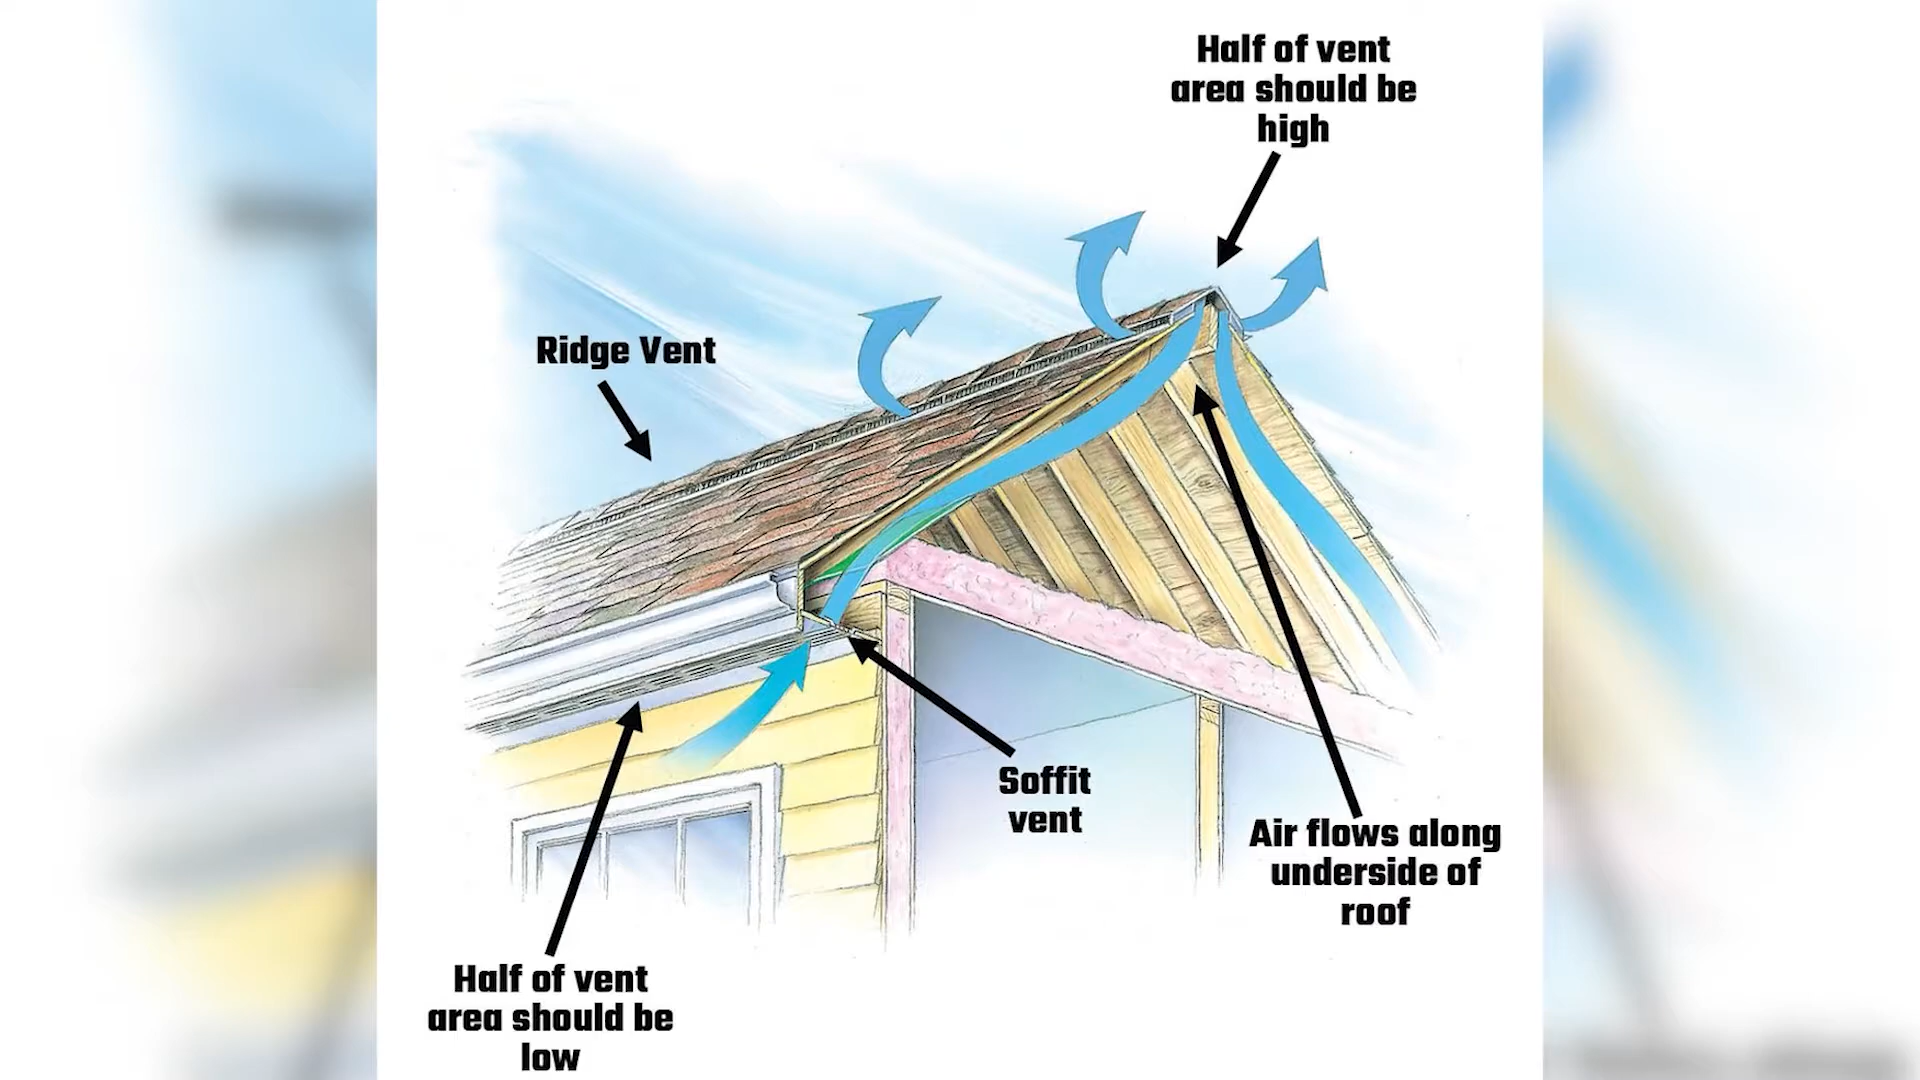 Half of vent
area should be
high
Ridge Vent
Soffit
vent
Air flows along
underside of
roof
Half of vent
area should be
low